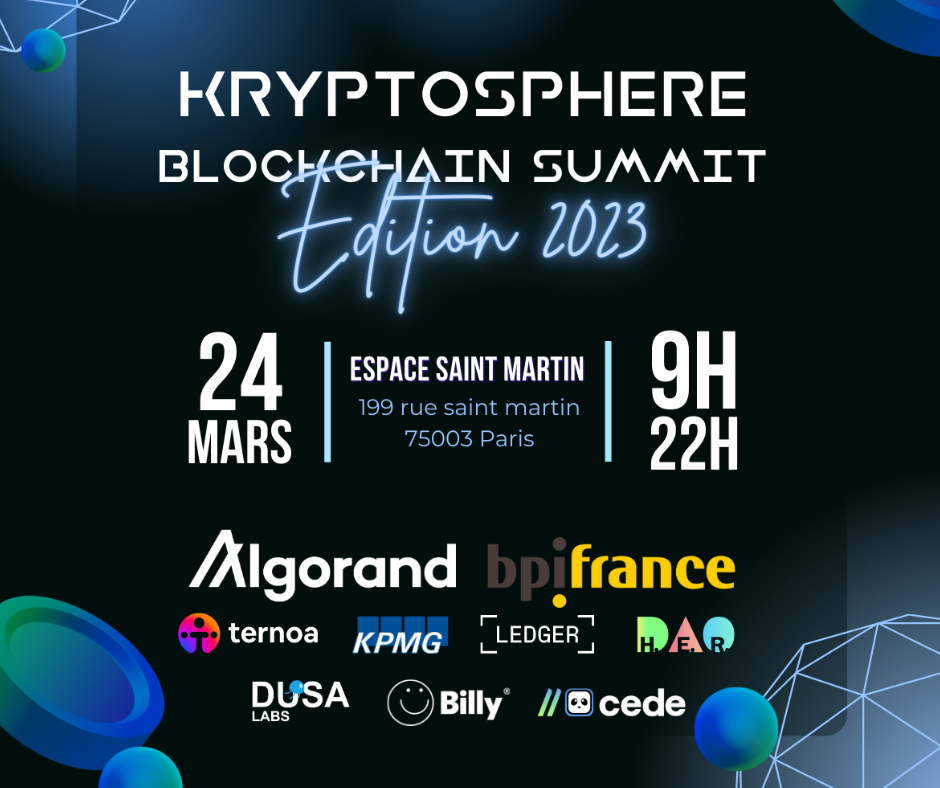 KRYPTOSPHERE
BLOCKCHAIN SUMMIT
Edition 2023
24
MARS
ESPACE SAINT MARTIN
199 rue saint martin
75003 Paris
9H
22H
Algorand
bpifrance
ternoa
KPMG
LEDGER
H.E.R.
DUSA
LABS
Billy®
cede